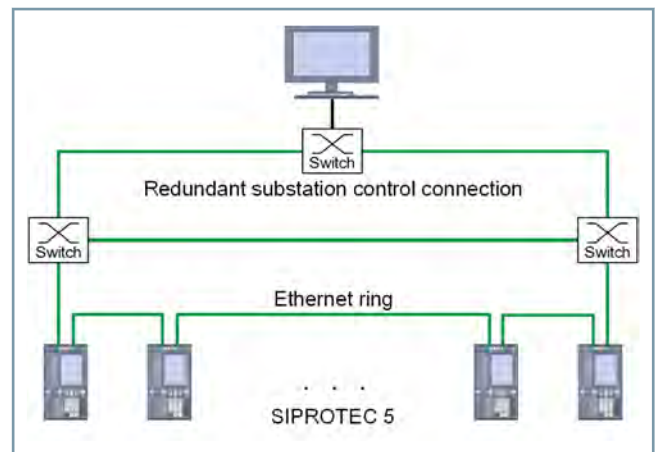 Switch
Redundant substation control connection
Switch
Switch
Ethernet ring
. . .
SIPROTEC 5